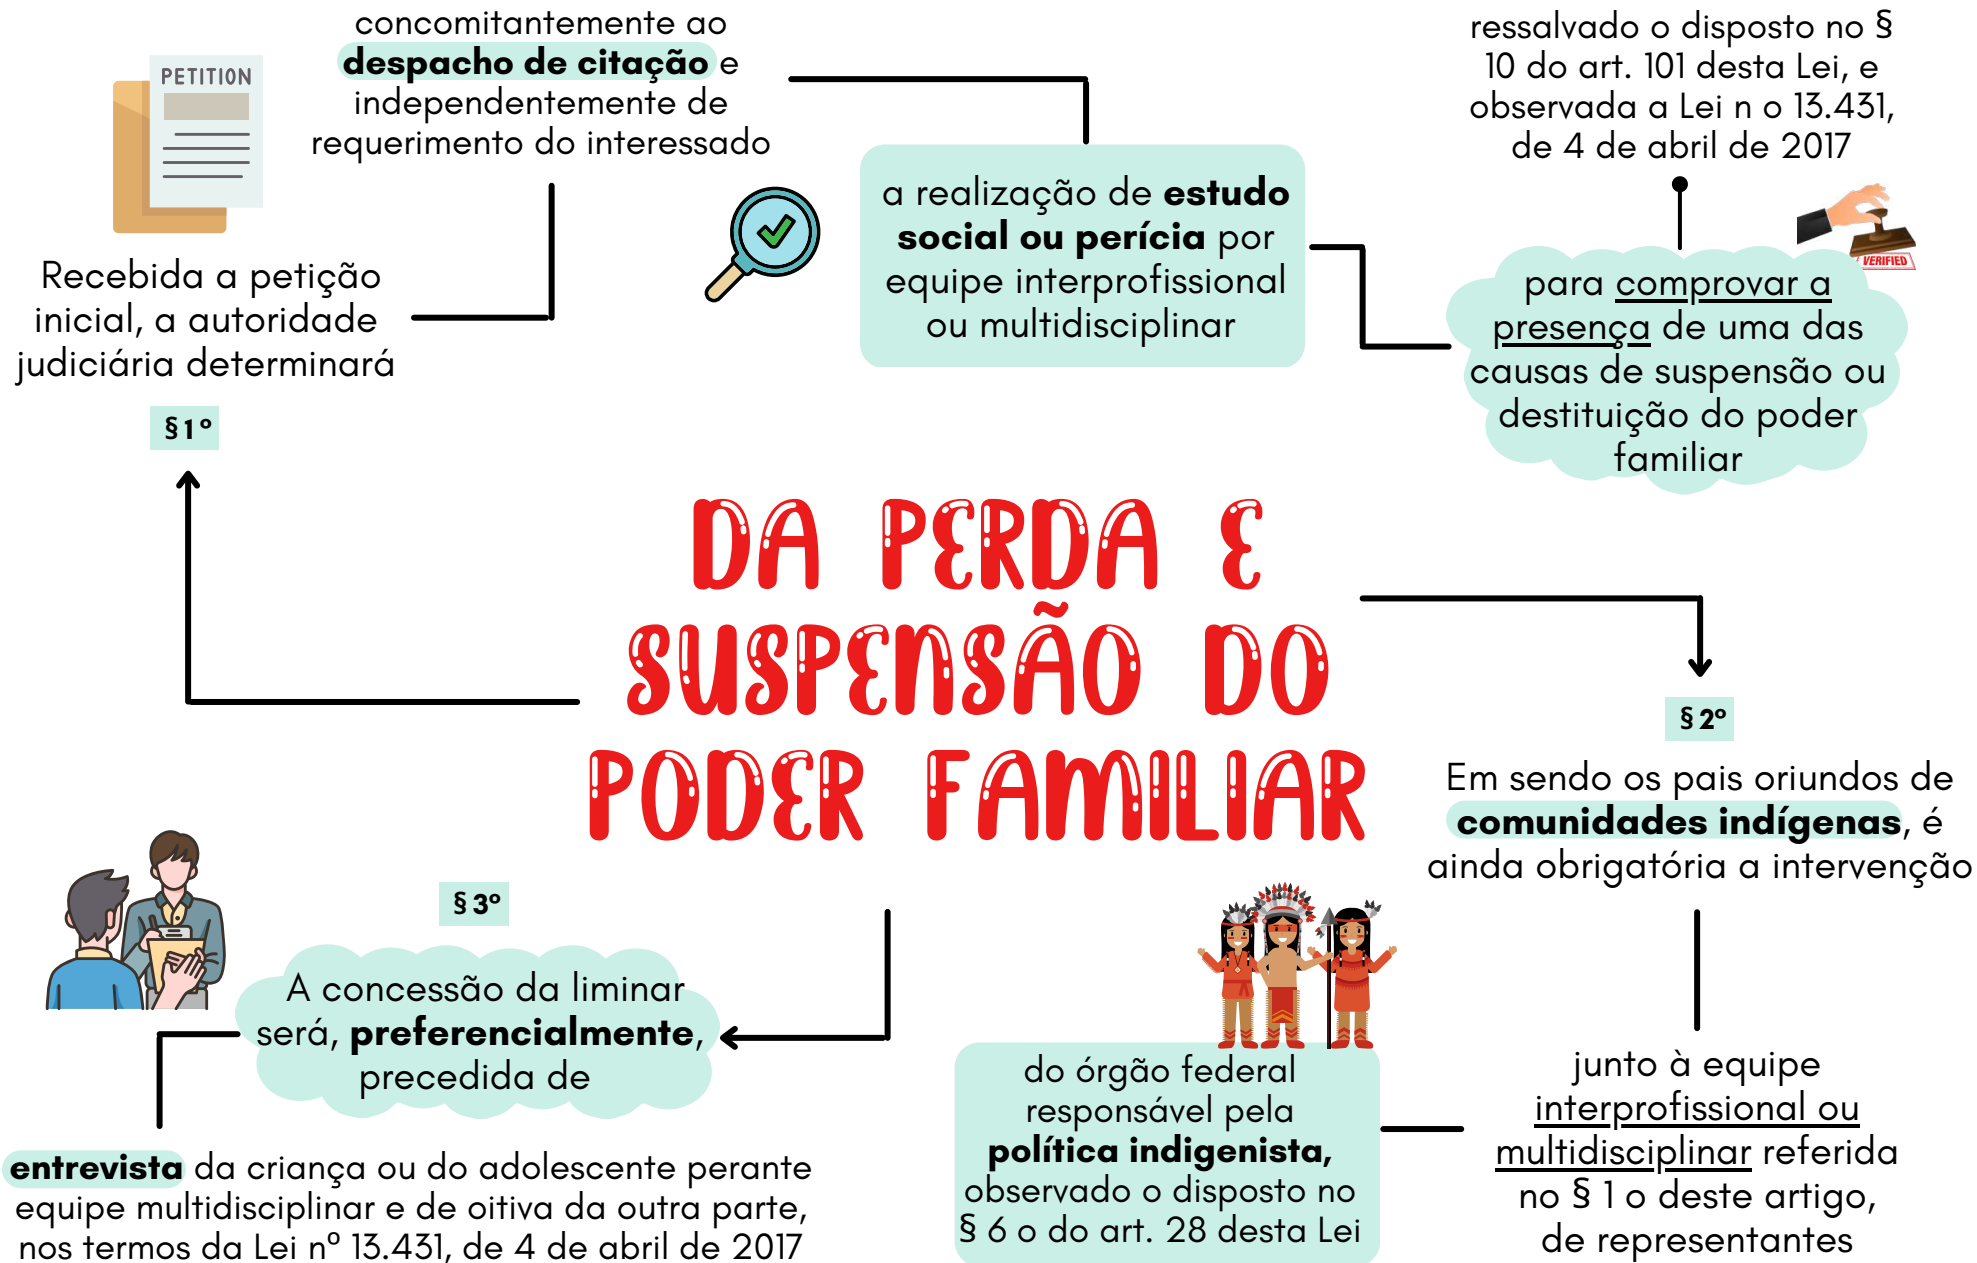 PETITION
Recebida a petição
inicial, a autoridade
judiciária determinará
§ 1º
concomitantemente ao
despacho de citação e
independentemente de
requerimento do interessado
a realização de estudo
social ou perícia por
equipe interprofissional
ou multidisciplinar
ressalvado o disposto no §
10 do art. 101 desta Lei, e
observada a Lei n o 13.431,
de 4 de abril de 2017
VERIFIED
para comprovar a
presença de uma das
causas de suspensão ou
destituição do poder
familiar
DA PERDA E
SUSPENSÃO DO
PODER FAMILIAR
§ 2º
Em sendo os pais oriundos de
comunidades indígenas, é
ainda obrigatória a intervenção
junto à equipe
interprofissional ou
multidisciplinar referida
no § 1 o deste artigo,
de representantes
do órgão federal
responsável pela
política indigenista,
observado o disposto no
§ 6 o do art. 28 desta Lei
§ 3º
A concessão da liminar
será, preferencialmente,
precedida de
entrevista da criança ou do adolescente perante
equipe multidisciplinar e de oitiva da outra parte,
nos termos da Lei nº 13.431, de 4 de abril de 2017